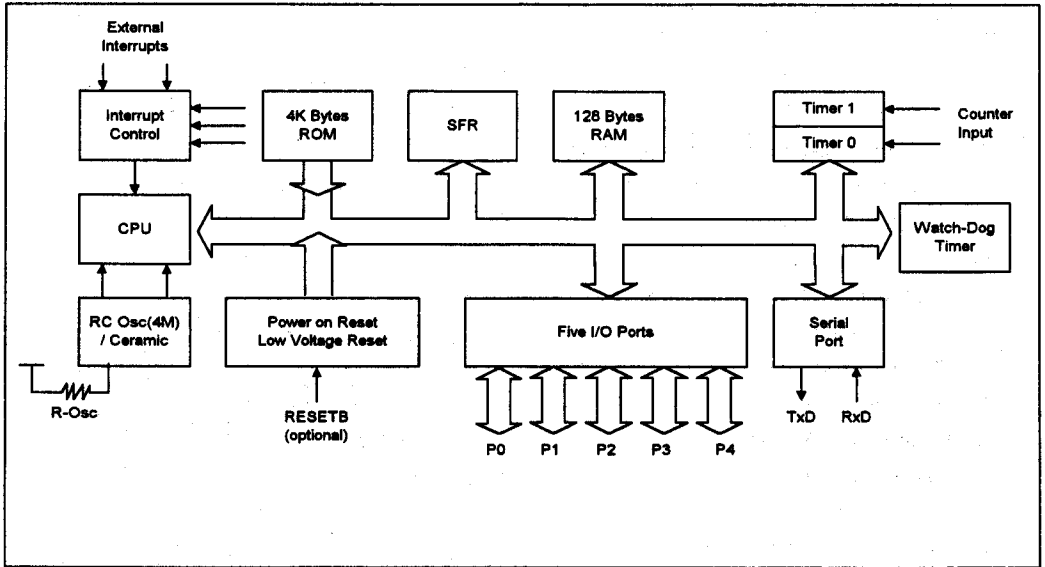 External
Interrupts
Interrupt
Control
4K Bytes
ROM
SFR
128 Bytes
RAM
Timer 1
Timer 0
Counter
Input
CPU
Watch-Dog
Timer
RC Osc(4M)
/ Ceramic
Power on Reset
Low Voltage Reset
Five I/O Ports
Serial
Port
R-Osc
RESETB
(optional)
TxD
RxD
P0
P1
P2
P3
P4